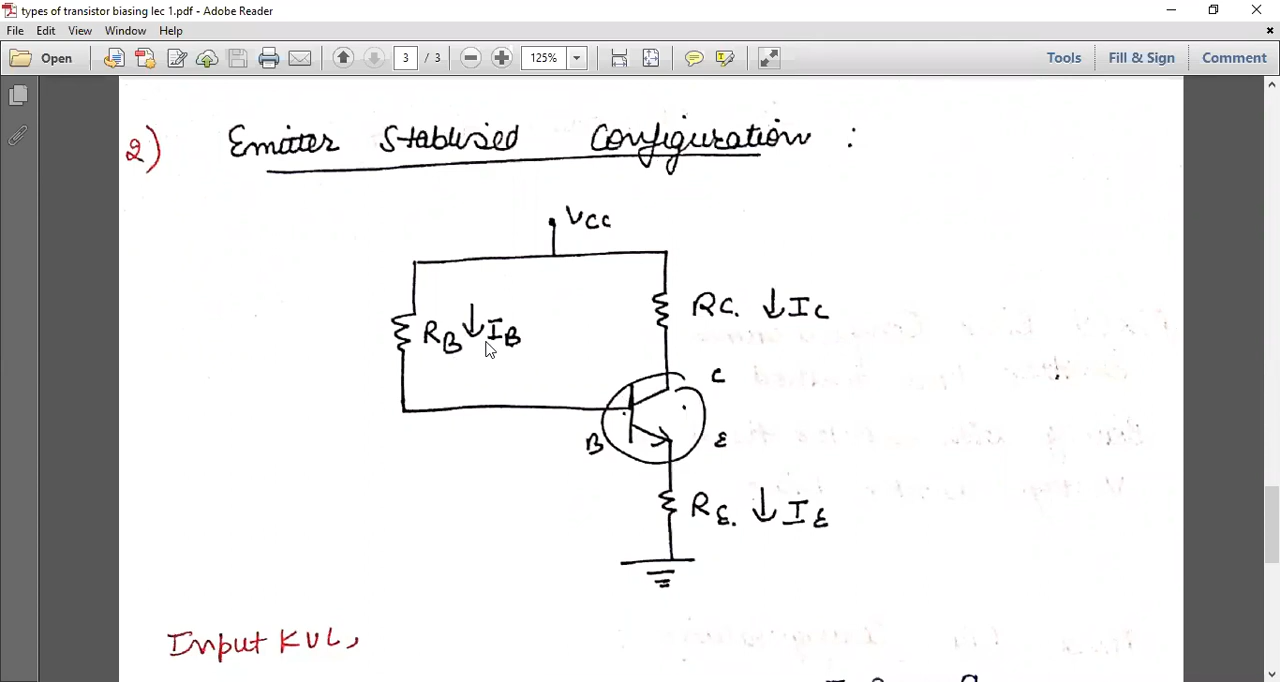 types of transistor biasing lec 1.pdf - Adobe Reader
File Edit View Window Help
Open 3 / 3 125% Tools Fill & Sign Comment
2) Emitter Stablised Configuration :
VCC
RB ↓IB
RC. ↓IC
C
B
E
RE. ↓IE
Input KVL,